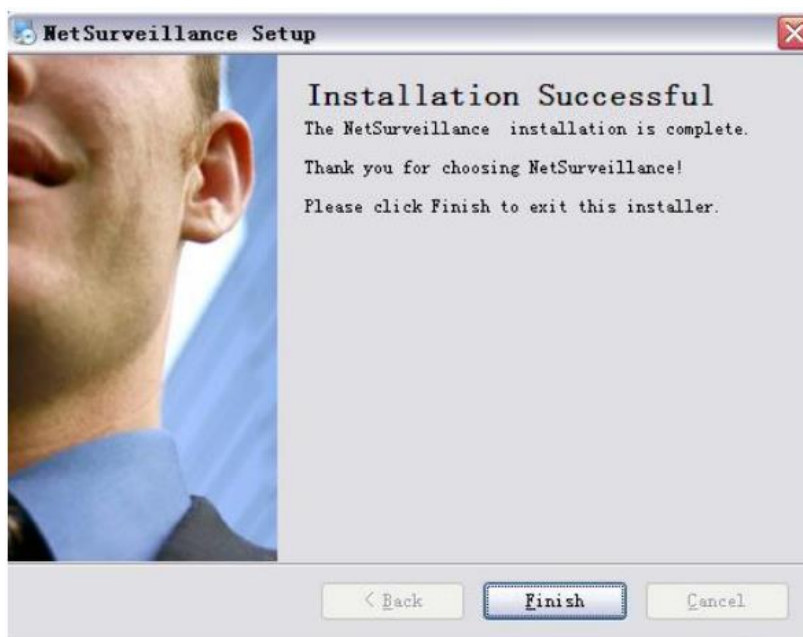 NetSurveillance Setup
Installation Successful
The NetSurveillance installation is complete.
Thank you for choosing NetSurveillance!
Please click Finish to exit this installer.
< Back
Finish
Cancel